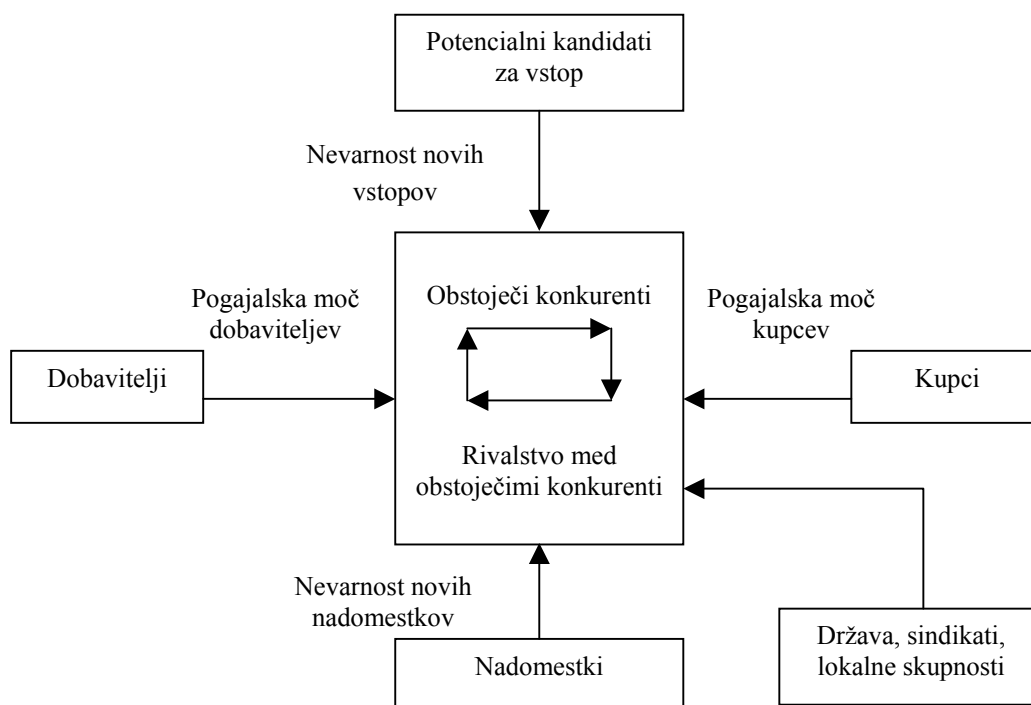 Potencialni kandidati
za vstop
Nevarnost novih
vstopov
Pogajalska moč
dobaviteljev
Obstoječi konkurenti
Pogajalska moč
kupcev
Dobavitelji
Kupci
Rivalstvo med
obstoječimi konkurenti
Nevarnost novih
nadomestkov
Nadomestki
Država, sindikati,
lokalne skupnosti